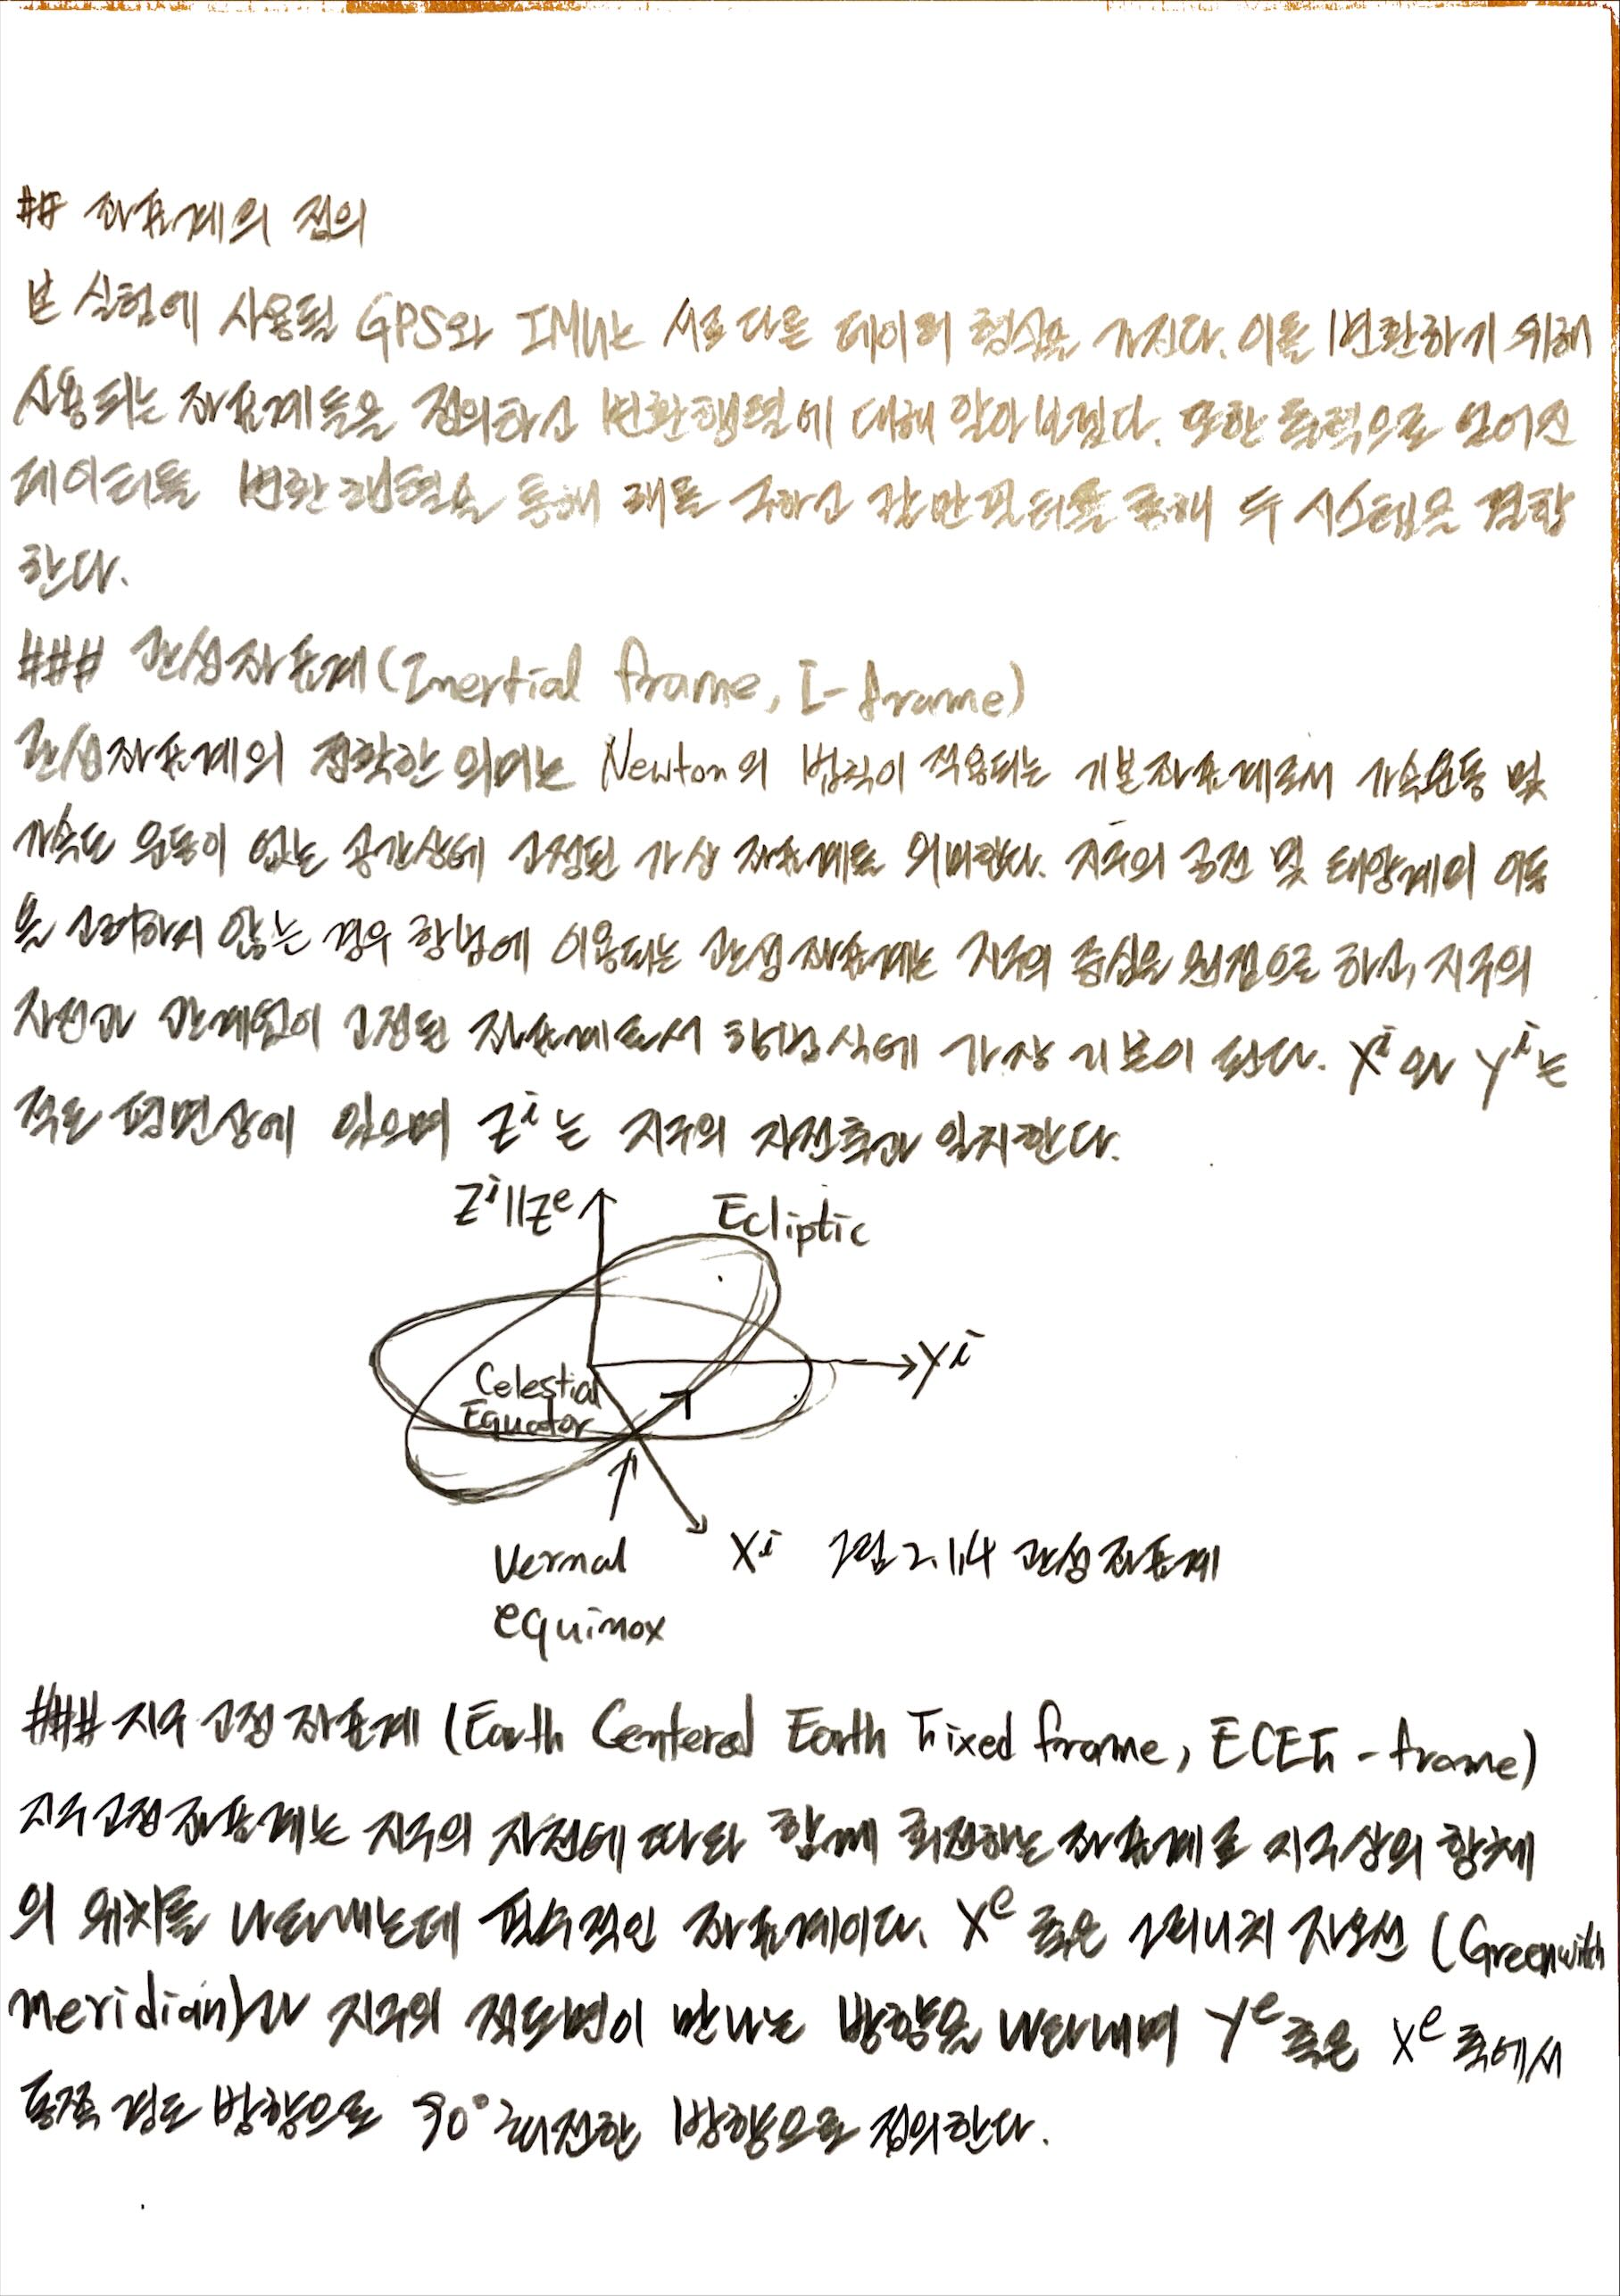 ## 좌표계의 정의
본 실험에 사용될 GPS와 IMU는 서로 다른 데이터 형식을 가진다. 이를 변환하기 위해
사용되는 좌표계들을 정의하고 변환행렬에 대해 알아보겠다. 또한 출력으로 얻어진
데이터를 변환행렬을 통해 해를 구하고 칼만필터를 통해 두 시스템을 결합
한다.
### 관성좌표계(Inertial frame, I-frame)
관성좌표계의 정확한 의미는 Newton의 법칙이 적용되는 기본좌표계로서 가속운동 및
가속도 운동이 없는 공간상에 고정된 가상 좌표계를 의미한다. 지구의 공전 및 태양계의 이동
을 고려하지 않는 경우 항법에 이용되는 관성좌표계는 지구의 중심을 원점으로 하고, 지구의
자전과 관계없이 고정된 좌표계로서 항법식에 가장 기본이 된다. Xⁱ와 Yⁱ는
적도 평면상에 있으며 Zⁱ는 지구의 자전축과 일치한다.
Zⁱ||Zᵉ
Ecliptic
Yⁱ
Celestial
Equator
Vernal
equinox
Xⁱ 그림 2.1.4 관성좌표계
### 지구 고정 좌표계 (Earth Centered Earth Fixed frame, ECEF-frame)
지구고정좌표계는 지구의 자전에 따라 함께 회전하는 좌표계로 지구상의 항체
의 위치를 나타내는데 필수적인 좌표계이다. Xᵉ 축은 그리니치 자오선 (Greenwith
meridian)과 지구의 적도면이 만나는 방향을 나타내며 Yᵉ축은 Xᵉ축에서
동쪽 경도 방향으로 90° 회전한 방향으로 정의한다.